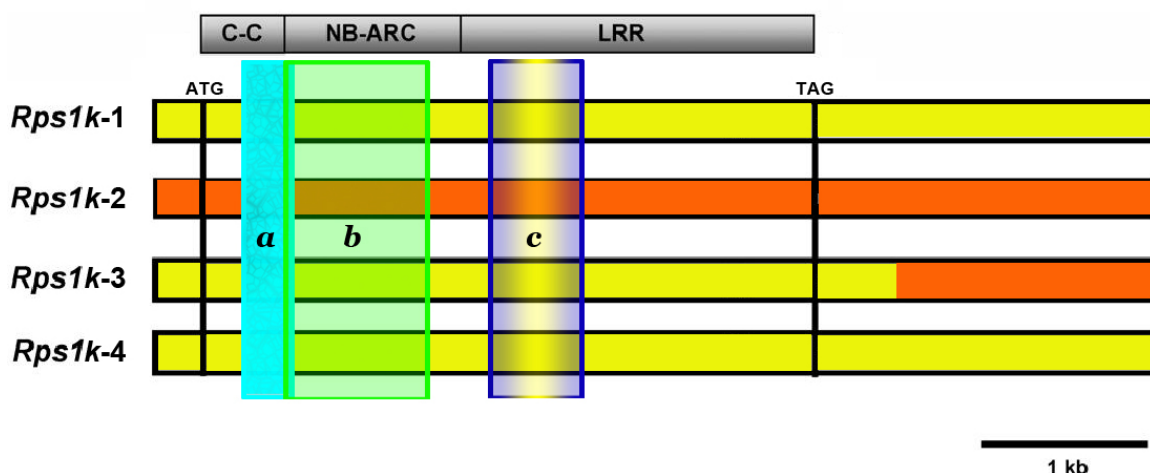 C-C NB-ARC LRR
ATG TAG
Rps1k-1
Rps1k-2
a b c
Rps1k-3
Rps1k-4
1 kb